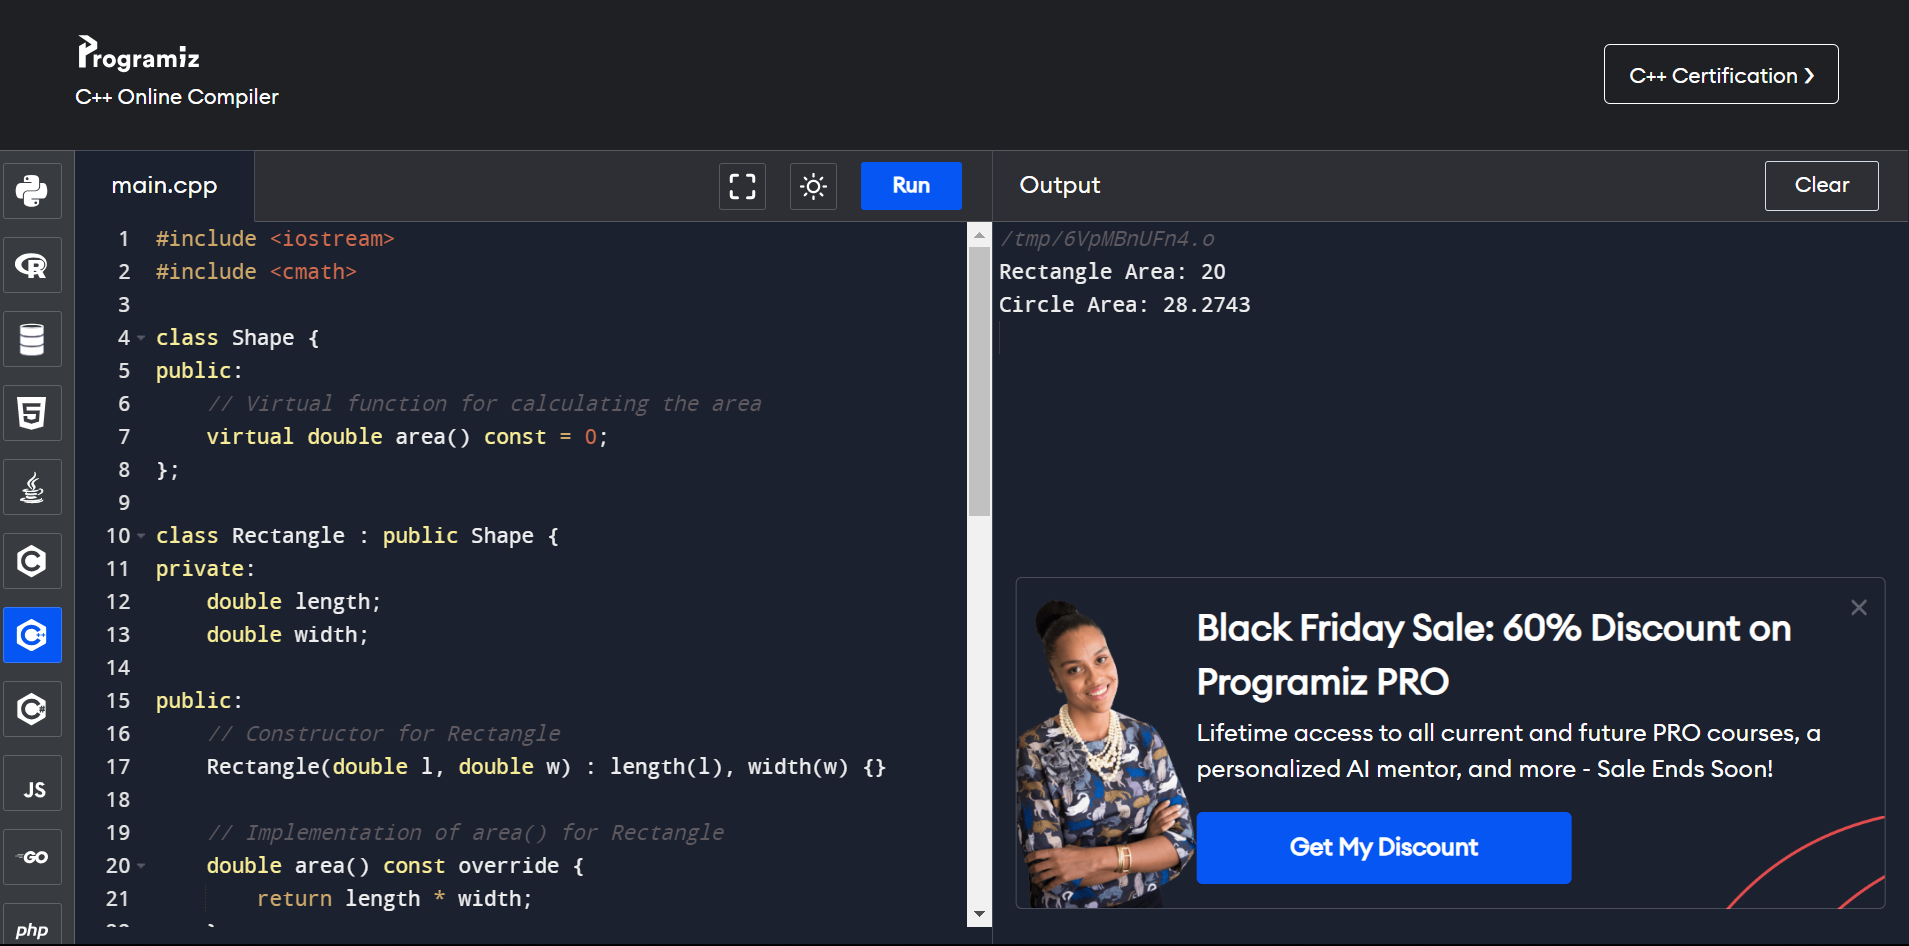 Programiz
C++ Online Compiler
C++ Certification ❯
main.cpp
Run
Output
Clear
1 #include <iostream>
2 #include <cmath>
3
4 class Shape {
5 public:
6 // Virtual function for calculating the area
7 virtual double area() const = 0;
8 };
9
10 class Rectangle : public Shape {
11 private:
12 double length;
13 double width;
14
15 public:
16 // Constructor for Rectangle
17 Rectangle(double l, double w) : length(l), width(w) {}
18
19 // Implementation of area() for Rectangle
20 double area() const override {
21 return length * width;
/tmp/6VpMBnUFn4.o
Rectangle Area: 20
Circle Area: 28.2743
Black Friday Sale: 60% Discount on
Programiz PRO
Lifetime access to all current and future PRO courses, a
personalized AI mentor, and more - Sale Ends Soon!
Get My Discount
R
5
C
C++
C#
JS
GO
php